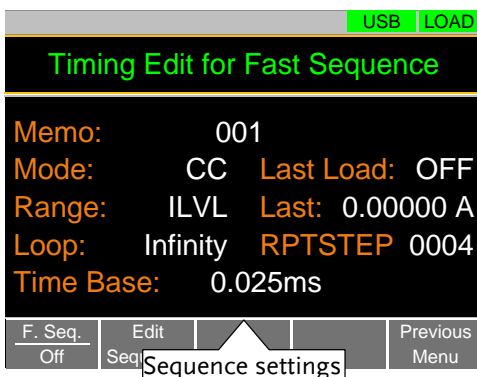 USB LOAD
Timing Edit for Fast Sequence
Memo: 001
Mode: CC Last Load: OFF
Range: ILVL Last: 0.00000 A
Loop: Infinity RPTSTEP 0004
Time Base: 0.025ms
F. Seq. Edit Previous
Off Menu
Sequence settings